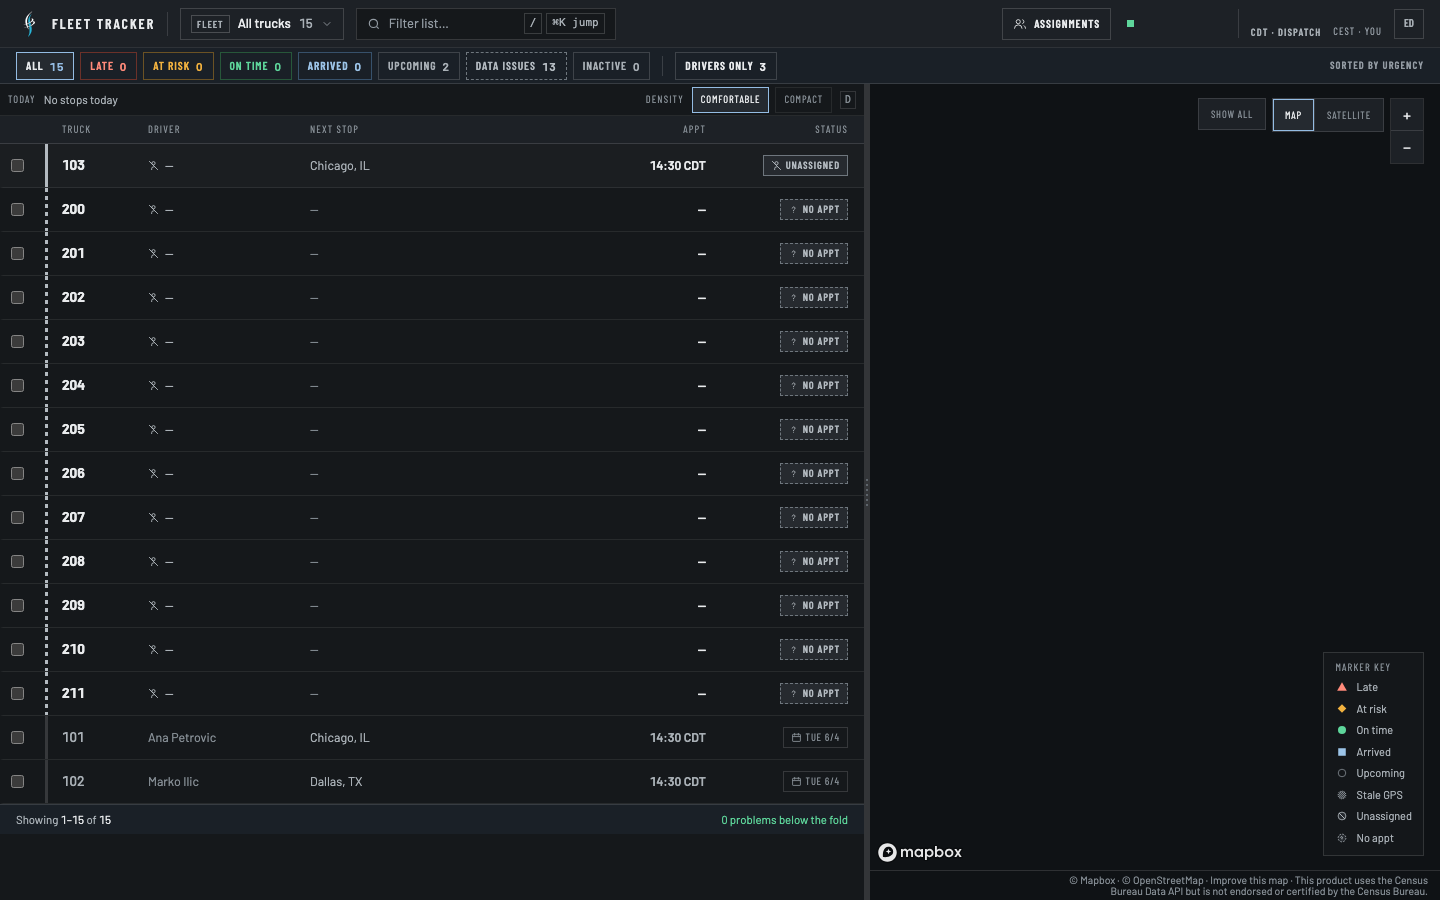 FLEET TRACKER
FLEET All trucks 15
Filter list... / ⌘K jump
ASSIGNMENTS
CDT · DISPATCH CEST · YOU
ED
ALL 15 LATE 0 AT RISK 0 ON TIME 0 ARRIVED 0 UPCOMING 2 DATA ISSUES 13 INACTIVE 0 DRIVERS ONLY 3
SORTED BY URGENCY
TODAY No stops today
DENSITY COMFORTABLE COMPACT D
TRUCK DRIVER NEXT STOP APPT STATUS
103 – Chicago, IL 14:30 CDT UNASSIGNED
200 – – – ? NO APPT
201 – – – ? NO APPT
202 – – – ? NO APPT
203 – – – ? NO APPT
204 – – – ? NO APPT
205 – – – ? NO APPT
206 – – – ? NO APPT
207 – – – ? NO APPT
208 – – – ? NO APPT
209 – – – ? NO APPT
210 – – – ? NO APPT
211 – – – ? NO APPT
101 Ana Petrovic Chicago, IL 14:30 CDT TUE 6/4
102 Marko Ilic Dallas, TX 14:30 CDT TUE 6/4
Showing 1–15 of 15
0 problems below the fold
SHOW ALL MAP SATELLITE +
−
MARKER KEY
Late
At risk
On time
Arrived
Upcoming
Stale GPS
Unassigned
No appt
mapbox
© Mapbox · © OpenStreetMap · Improve this map · This product uses the Census
Bureau Data API but is not endorsed or certified by the Census Bureau.